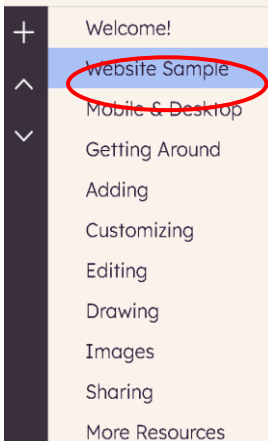 Welcome!
Website Sample
Mobile & Desktop
Getting Around
Adding
Customizing
Editing
Drawing
Images
Sharing
More Resources